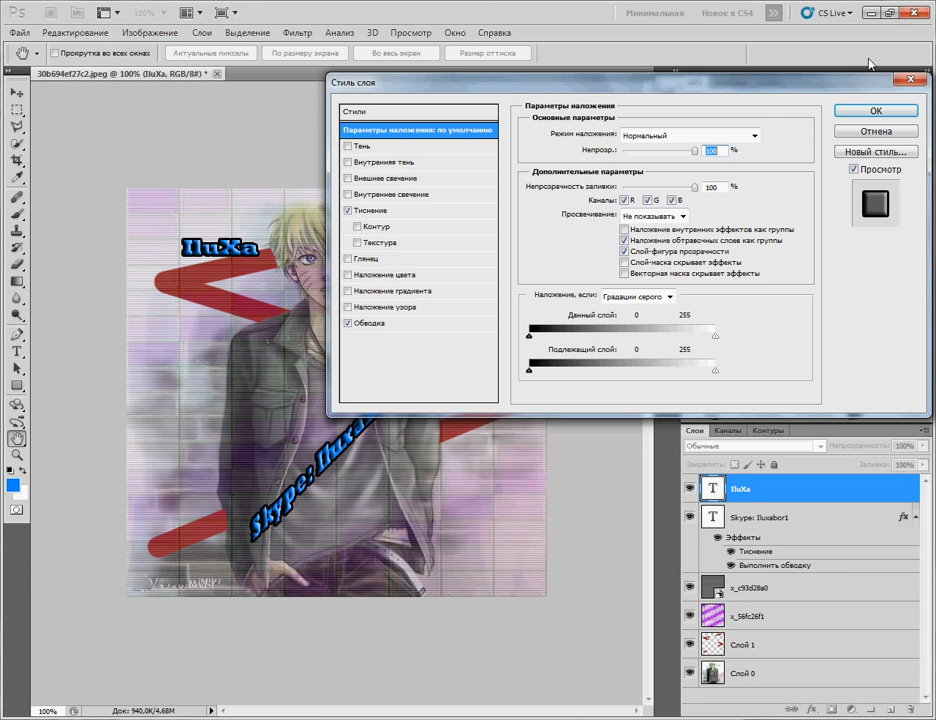 Ps
Br
Mb
100%
Минимальная
Новое в CS4
CS Live
Файл
Редактирование
Изображение
Слои
Выделение
Фильтр
Анализ
3D
Просмотр
Окно
Справка
Прокрутка во всех окнах
Актуальные пикселы
По размеру экрана
Во весь экран
Размер оттиска
30b694ef27c2.jpeg @ 100% (IluXa, RGB/8#) *
Стиль слоя
Стили
Параметры наложения: по умолчанию
Тень
Внутренняя тень
Внешнее свечение
Внутреннее свечение
Тиснение
Контур
Текстура
Глянец
Наложение цвета
Наложение градиента
Наложение узора
Обводка
Параметры наложения
Основные параметры
Режим наложения: Нормальный
Непрозр.: 100 %
Дополнительные параметры
Непрозрачность заливки: 100 %
Каналы: R G B
Просвечивание: Не показывать
Наложение внутренних эффектов как группы
Наложение обтравочных слоев как группы
Слой-фигура прозрачности
Слой-маска скрывает эффекты
Векторная маска скрывает эффекты
Наложение, если: Градации серого
Данный слой: 0 255
Подлежащий слой: 0 255
OK
Отмена
Новый стиль...
Просмотр
IluXa
Skype: Iluxa
Слои
Каналы
Контуры
Обычные
Непрозрачность: 100%
Закрепить:
Заливка: 100%
IluXa
Skype: Iluxabor1
fx
Эффекты
Тиснение
Выполнить обводку
x_c93d28a0
x_56fc26f1
Слой 1
Слой 0
100%
Док: 940,0K/4,68M